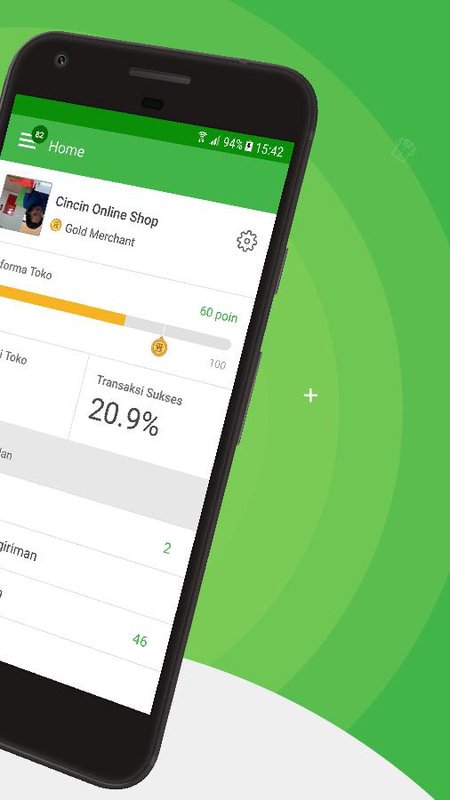 94% 15:42
82
Home
Cincin Online Shop
Gold Merchant
forma Toko
60 poin
100
i Toko
Transaksi Sukses
20.9%
lan
2
giriman
46